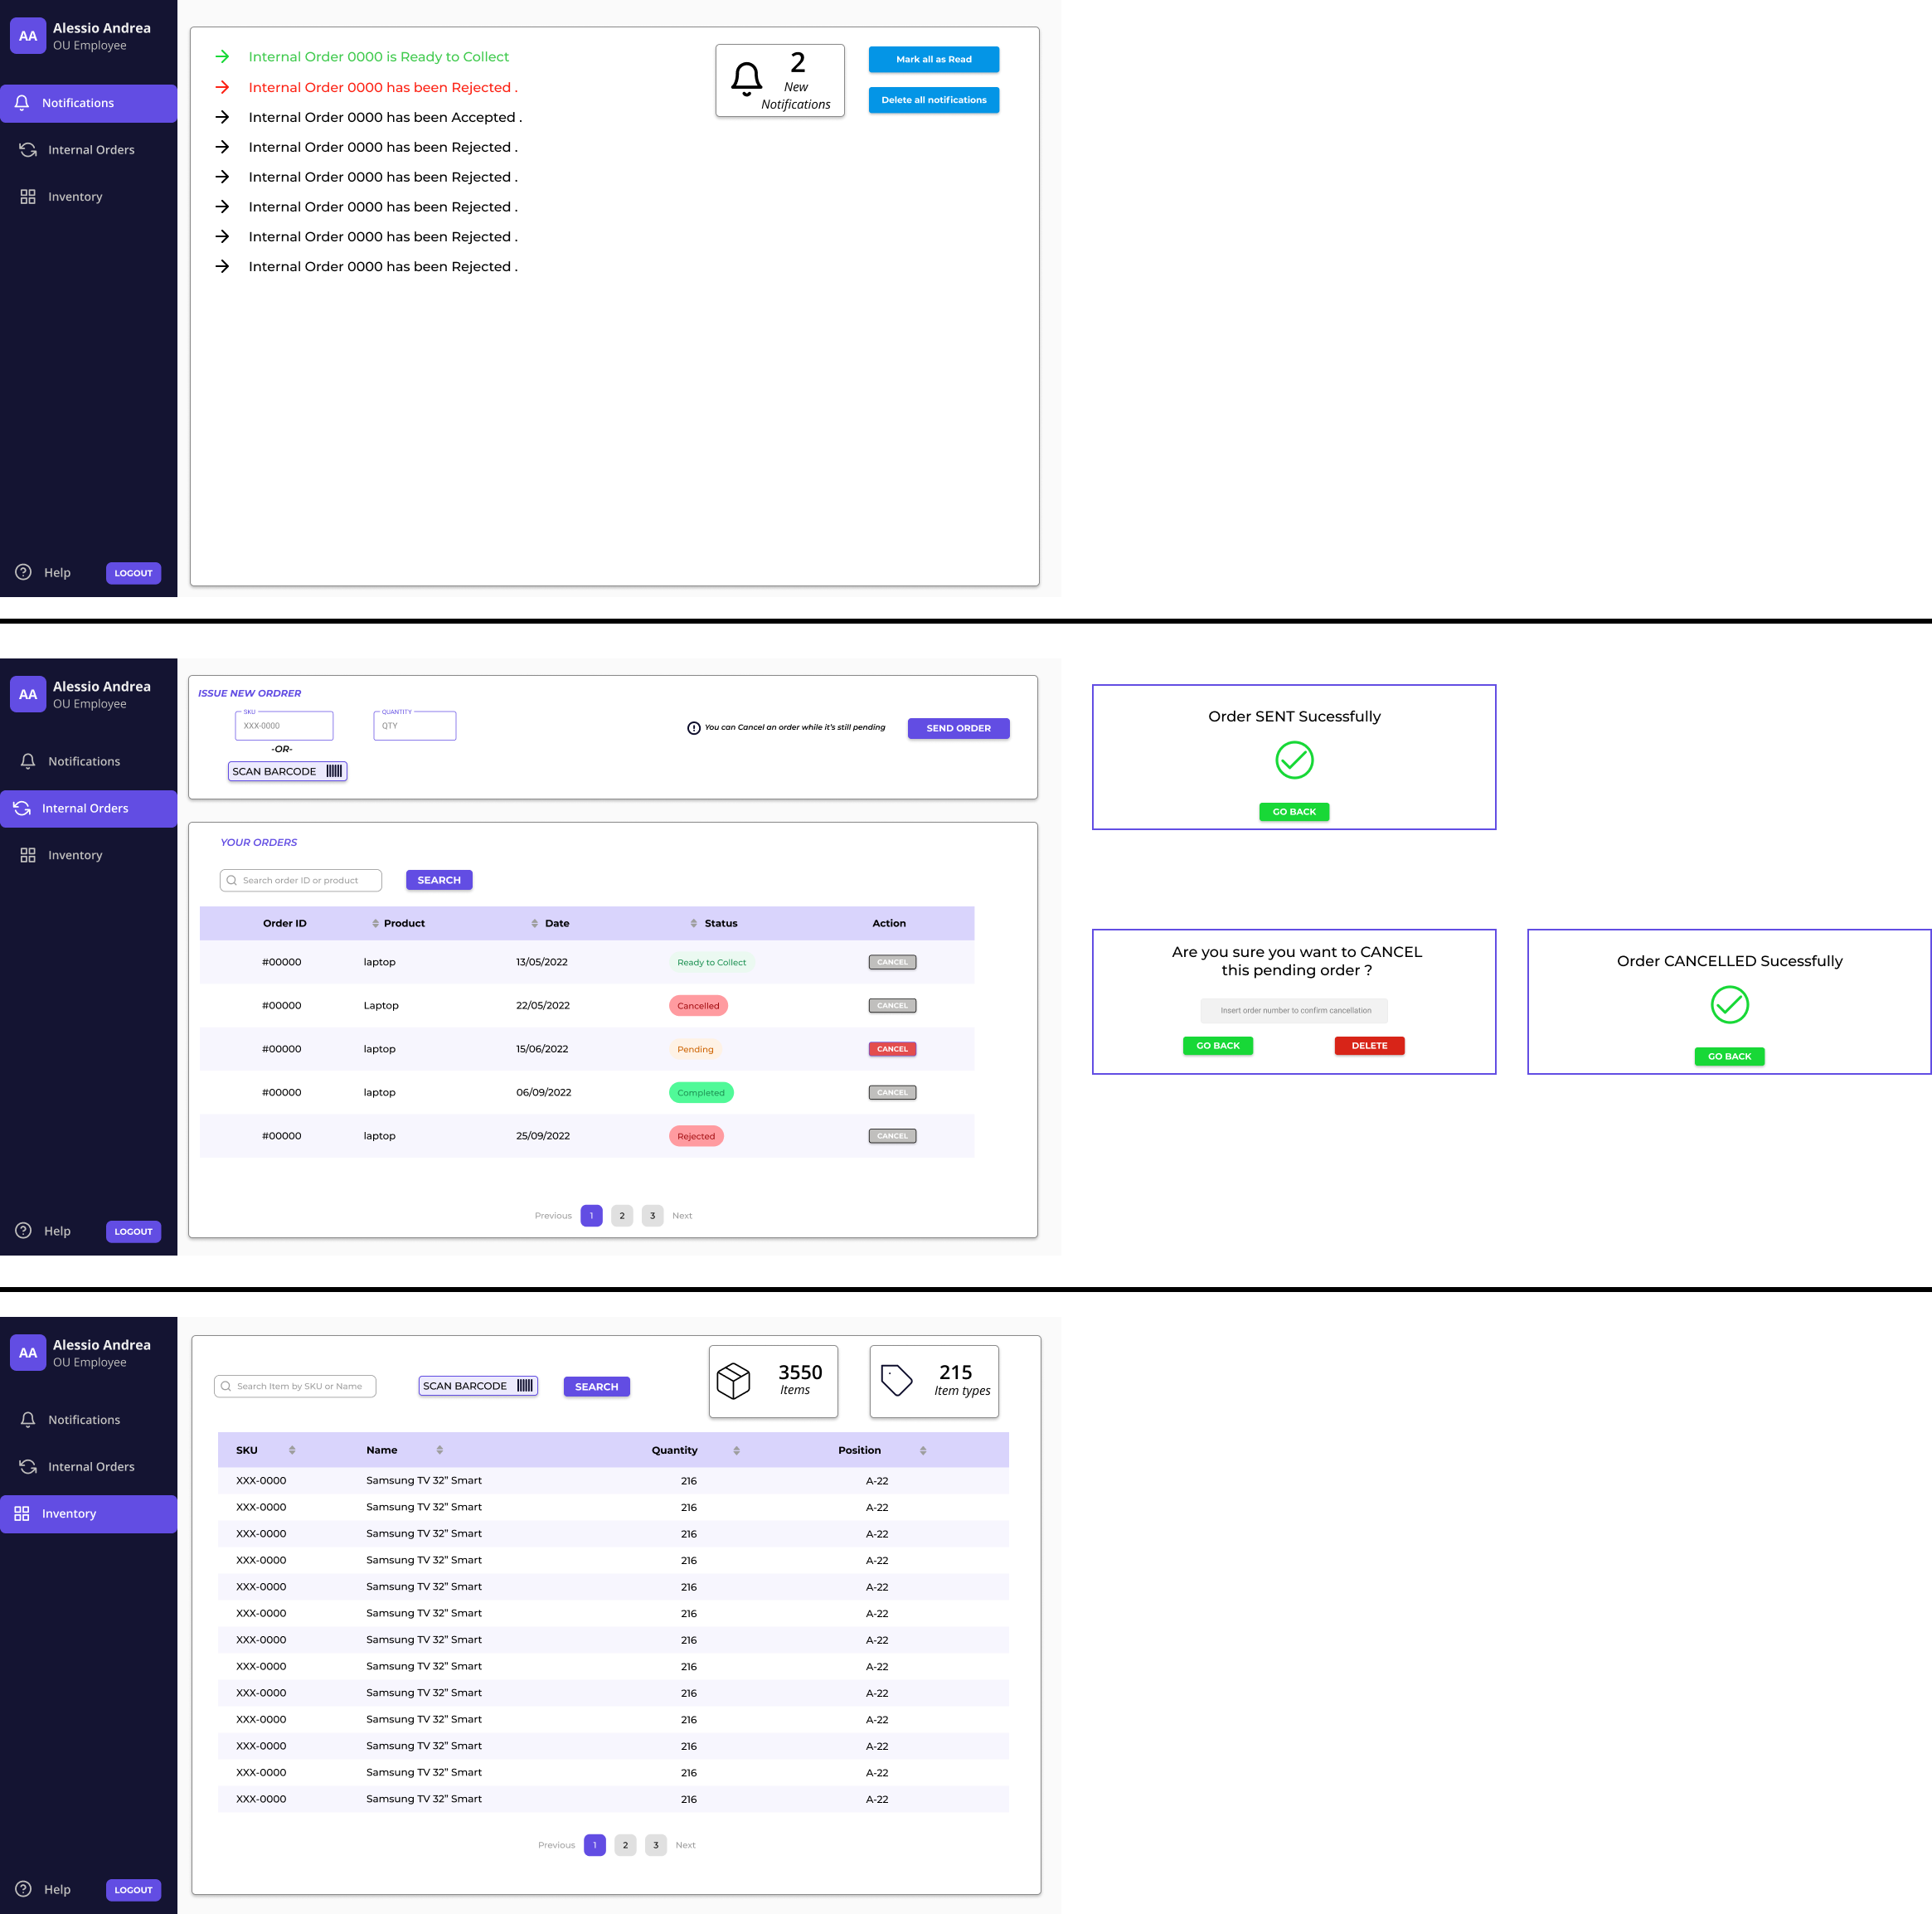 AA
Alessio Andrea
OU Employee
Notifications
Internal Orders
Inventory
Help
LOGOUT
Internal Order 0000 is Ready to Collect
Internal Order 0000 has been Rejected .
Internal Order 0000 has been Accepted .
Internal Order 0000 has been Rejected .
Internal Order 0000 has been Rejected .
Internal Order 0000 has been Rejected .
Internal Order 0000 has been Rejected .
Internal Order 0000 has been Rejected .
2
New
Notifications
Mark all as Read
Delete all notifications
AA
Alessio Andrea
OU Employee
Notifications
Internal Orders
Inventory
Help
LOGOUT
ISSUE NEW ORDRER
SKU
XXX-0000
QUANTITY
QTY
-OR-
SCAN BARCODE
You can Cancel an order while it's still pending
SEND ORDER
YOUR ORDERS
Search order ID or product
SEARCH
Order ID Product Date Status Action
#00000 laptop 13/05/2022 Ready to Collect CANCEL
#00000 Laptop 22/05/2022 Cancelled CANCEL
#00000 laptop 15/06/2022 Pending CANCEL
#00000 laptop 06/09/2022 Completed CANCEL
#00000 laptop 25/09/2022 Rejected CANCEL
Previous 1 2 3 Next
Order SENT Sucessfully
GO BACK
Are you sure you want to CANCEL
this pending order ?
Insert order number to confirm cancellation
GO BACK DELETE
Order CANCELLED Sucessfully
GO BACK
AA
Alessio Andrea
OU Employee
Notifications
Internal Orders
Inventory
Help
LOGOUT
Search Item by SKU or Name
SCAN BARCODE
SEARCH
3550
Items
215
Item types
SKU Name Quantity Position
XXX-0000 Samsung TV 32” Smart 216 A-22
XXX-0000 Samsung TV 32” Smart 216 A-22
XXX-0000 Samsung TV 32” Smart 216 A-22
XXX-0000 Samsung TV 32” Smart 216 A-22
XXX-0000 Samsung TV 32” Smart 216 A-22
XXX-0000 Samsung TV 32” Smart 216 A-22
XXX-0000 Samsung TV 32” Smart 216 A-22
XXX-0000 Samsung TV 32” Smart 216 A-22
XXX-0000 Samsung TV 32” Smart 216 A-22
XXX-0000 Samsung TV 32” Smart 216 A-22
XXX-0000 Samsung TV 32” Smart 216 A-22
XXX-0000 Samsung TV 32” Smart 216 A-22
XXX-0000 Samsung TV 32” Smart 216 A-22
Previous 1 2 3 Next